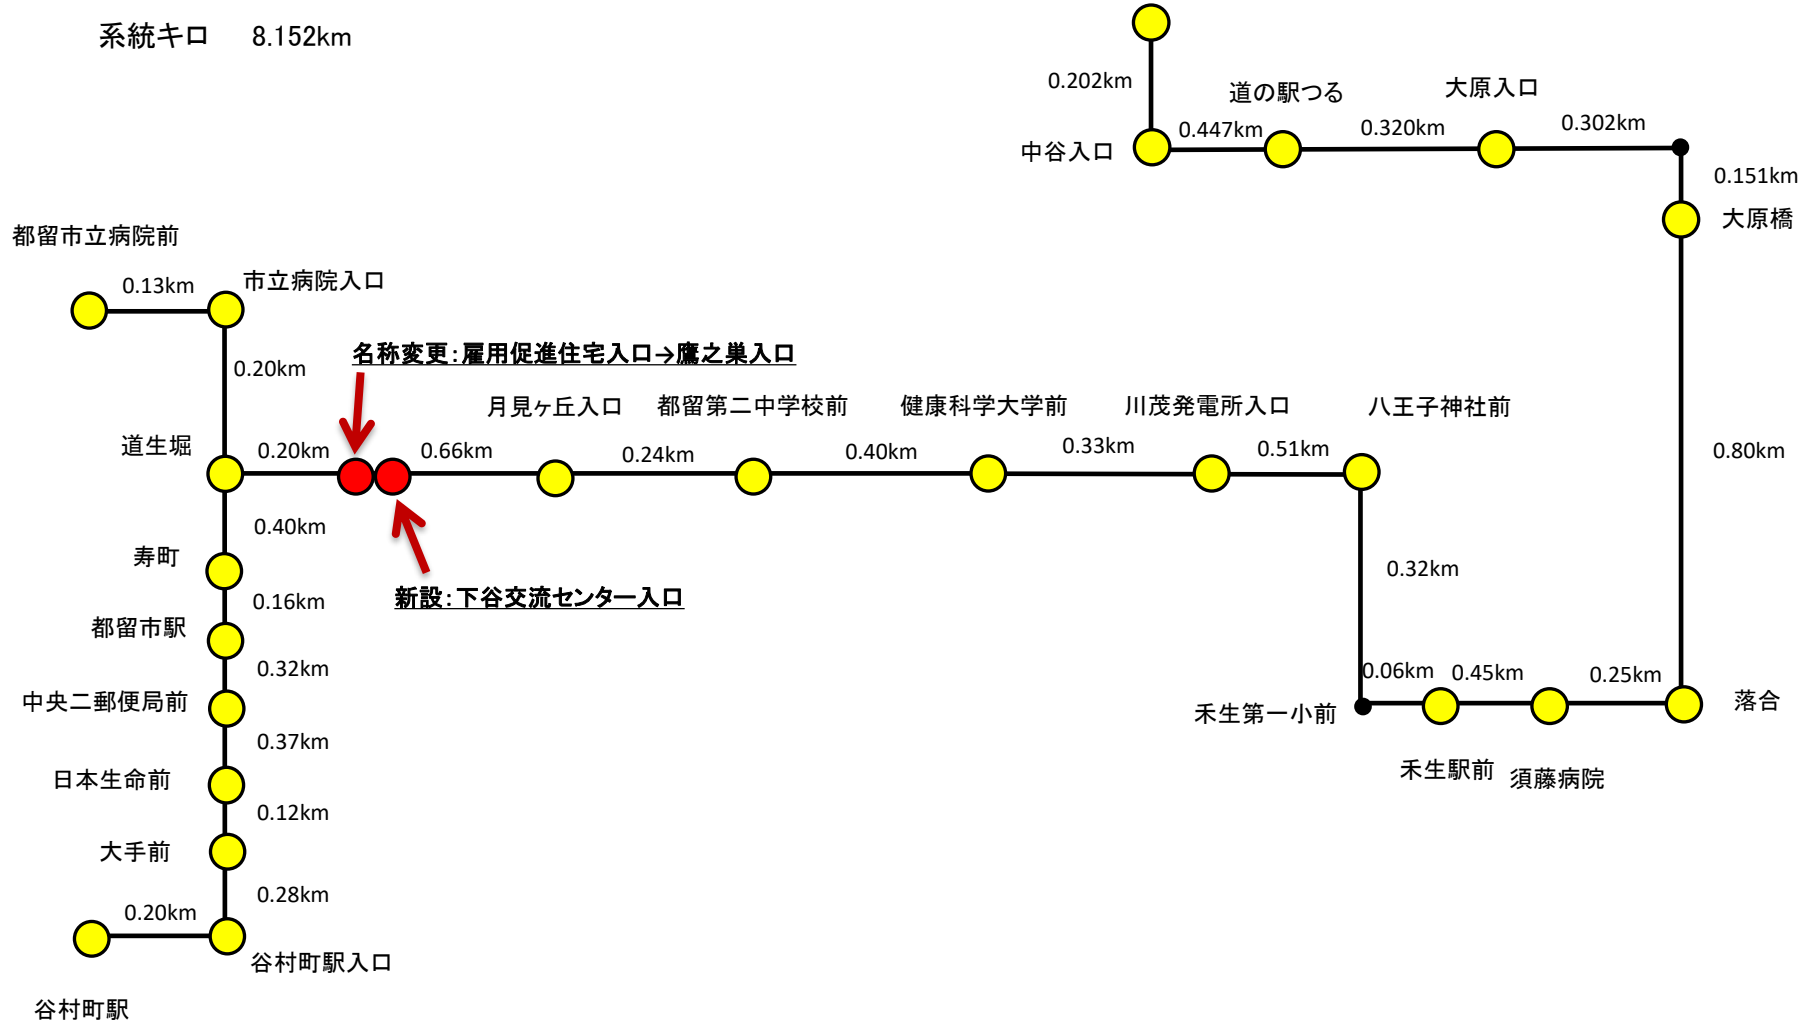 系統キロ 8.152km
0.202km
道の駅つる
大原入口
0.447km
0.320km
0.302km
中谷入口
0.151km
大原橋
都留市立病院前
0.13km
市立病院入口
0.20km
名称変更：雇用促進住宅入口→鷹之巣入口
月見ヶ丘入口
都留第二中学校前
健康科学大学前
川茂発電所入口
八王子神社前
道生堀
0.20km
0.66km
0.24km
0.40km
0.33km
0.51km
0.80km
0.40km
寿町
0.32km
新設：下谷交流センター入口
0.16km
都留市駅
0.32km
中央二郵便局前
0.06km
0.45km
0.25km
落合
禾生第一小前
0.37km
日本生命前
禾生駅前
須藤病院
0.12km
大手前
0.28km
0.20km
谷村町駅入口
谷村町駅